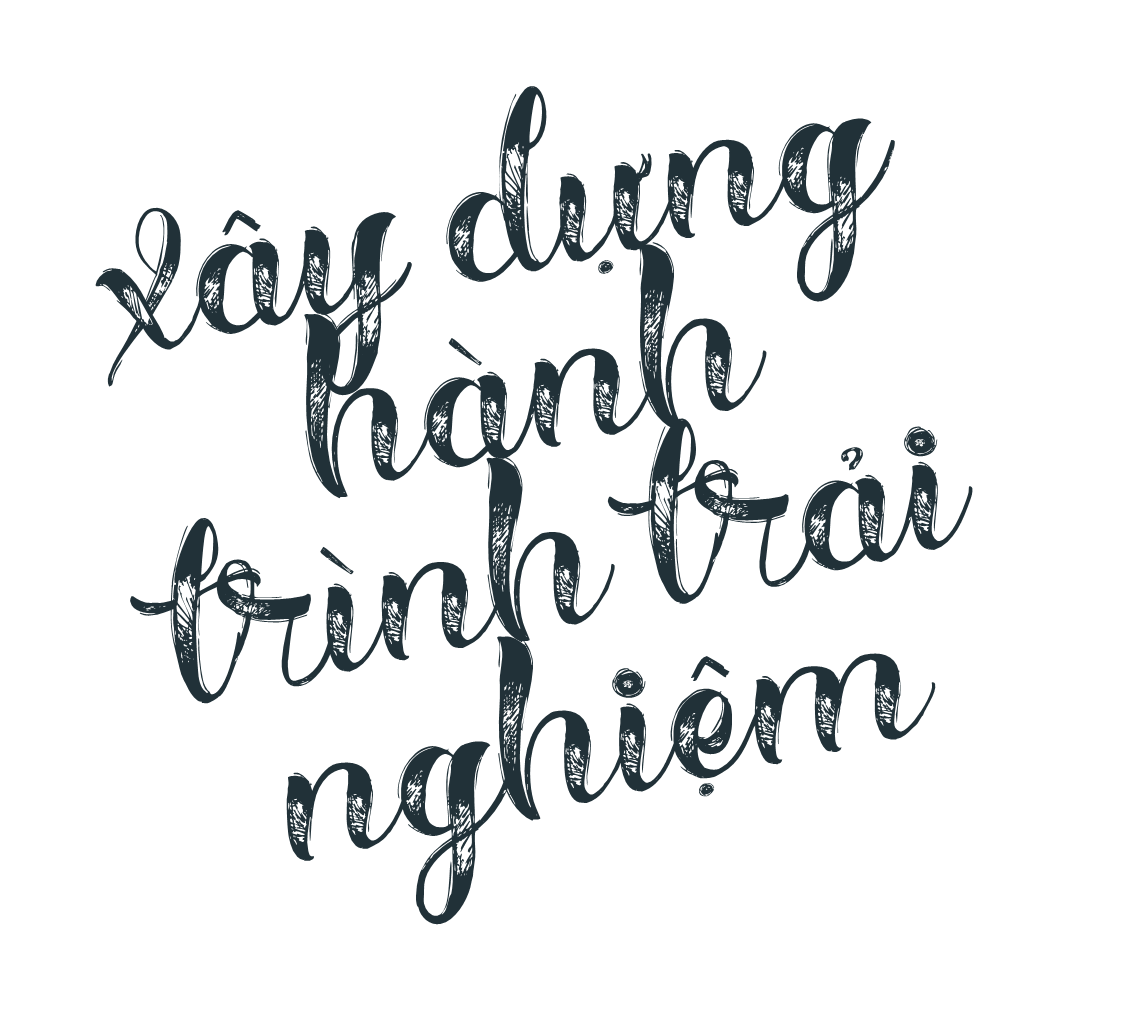 xây dựng
hành
trình trải
nghiệm